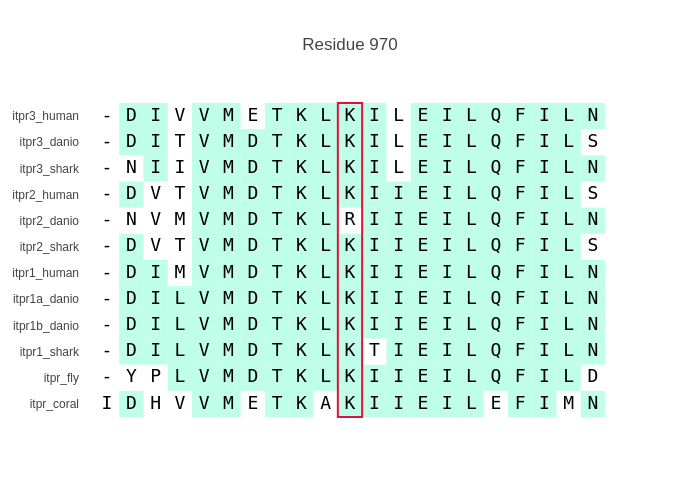 Residue 970
itpr3_human - D I V V M E T K L K I L E I L Q F I L N
itpr3_danio - D I T V M D T K L K I L E I L Q F I L S
itpr3_shark - N I I V M D T K L K I L E I L Q F I L N
itpr2_human - D V T V M D T K L K I I E I L Q F I L S
itpr2_danio - N V M V M D T K L R I I E I L Q F I L N
itpr2_shark - D V T V M D T K L K I I E I L Q F I L S
itpr1_human - D I M V M D T K L K I I E I L Q F I L N
itpr1a_danio - D I L V M D T K L K I I E I L Q F I L N
itpr1b_danio - D I L V M D T K L K I I E I L Q F I L N
itpr1_shark - D I L V M D T K L K T I E I L Q F I L N
itpr_fly - Y P L V M D T K L K I I E I L Q F I L D
itpr_coral I D H V V M E T K A K I I E I L E F I M N